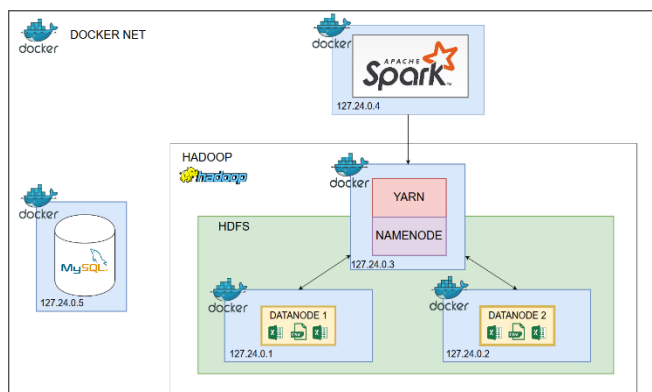 docker
DOCKER NET
docker
APACHE
Spark
TM
127.24.0.4
HADOOP
hadoop
docker
YARN
NAMENODE
127.24.0.3
HDFS
docker
MySQL
127.24.0.5
docker
DATANODE 1
127.24.0.1
docker
DATANODE 2
127.24.0.2